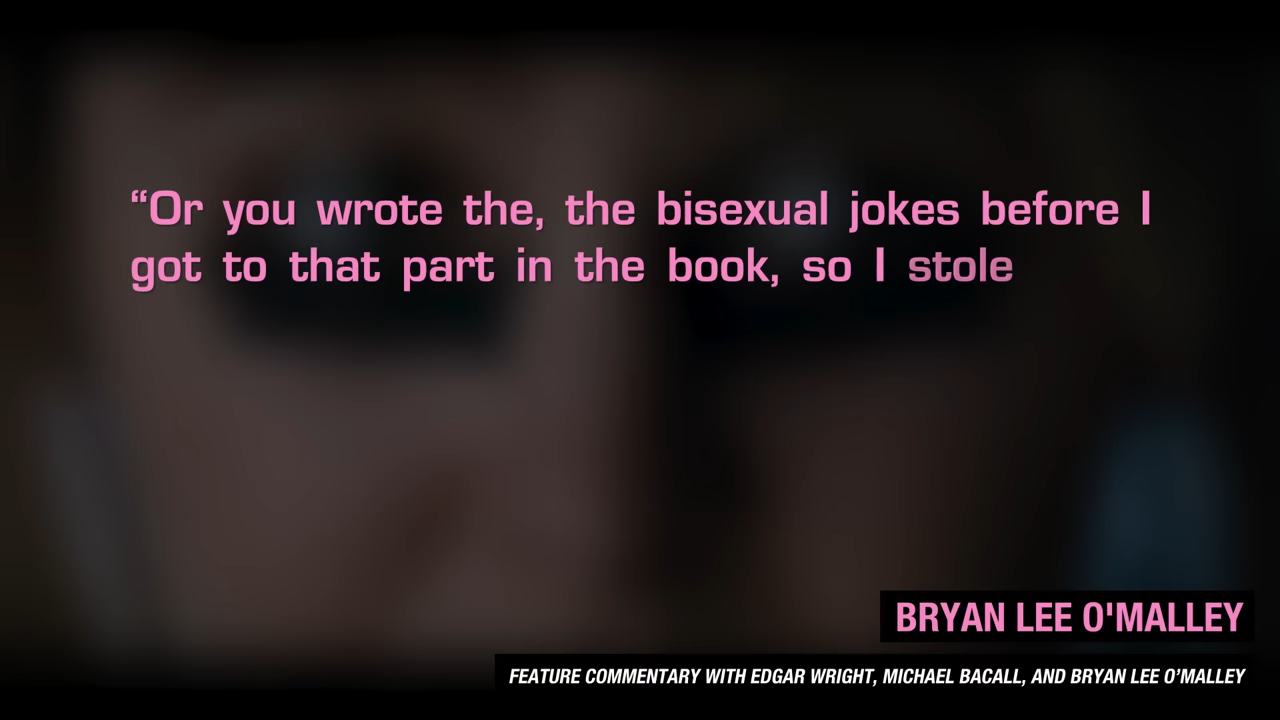 “Or you wrote the, the bisexual jokes before I
got to that part in the book, so I stole
BRYAN LEE O'MALLEY
FEATURE COMMENTARY WITH EDGAR WRIGHT, MICHAEL BACALL, AND BRYAN LEE O’MALLEY